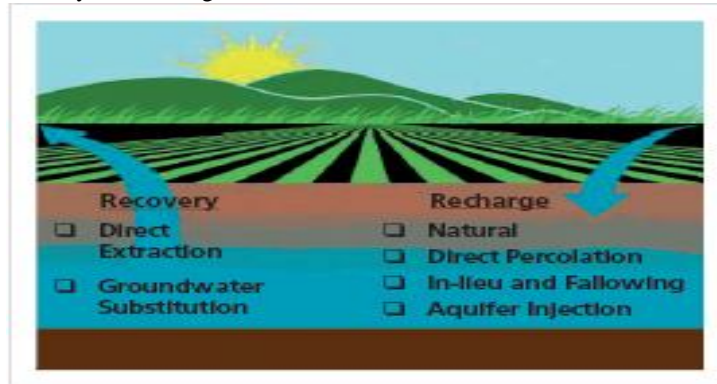 Recovery
❑ Direct
Extraction
❑ Groundwater
Substitution
Recharge
❑ Natural
❑ Direct Percolation
❑ In-lieu and Fallowing
❑ Aquifer Injection